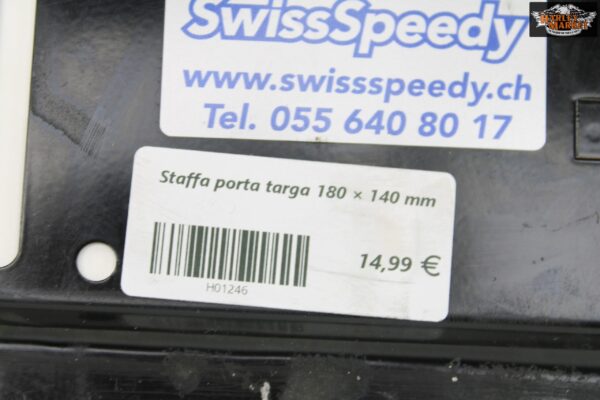 SwissSpeedy
www.swissspeedy.ch
Tel. 055 640 80 17
Staffa porta targa 180 × 140 mm
14,99 €
H01246